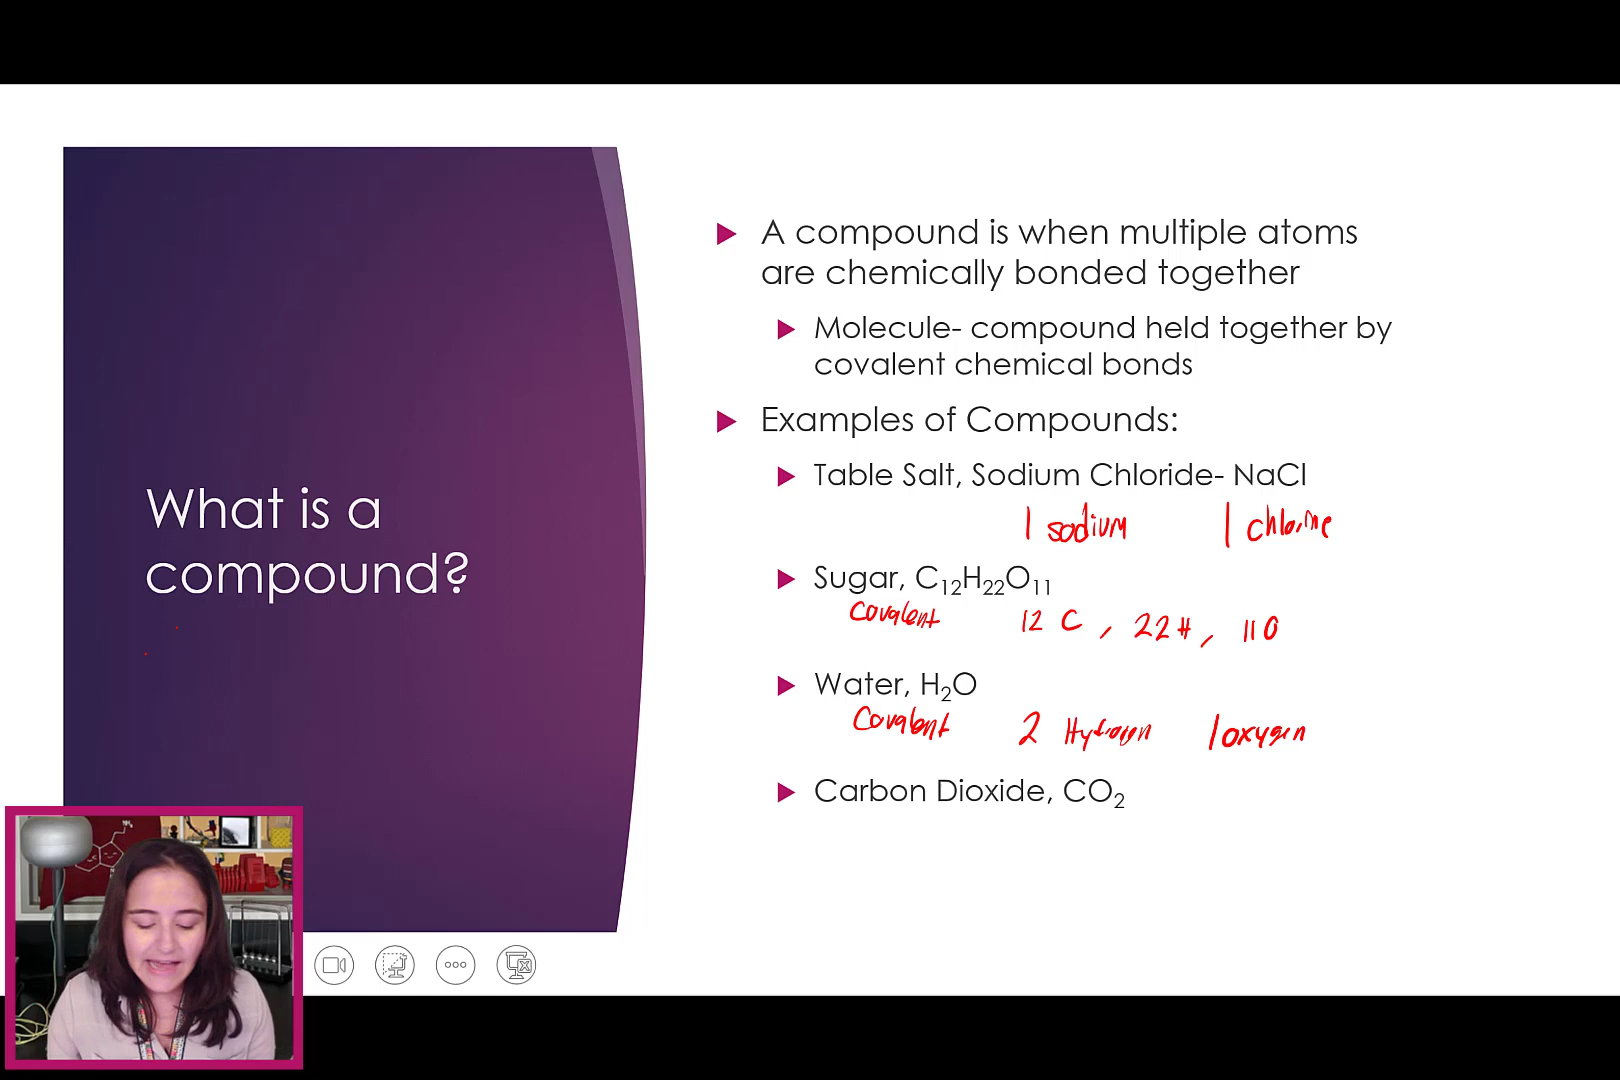 What is a
compound?
▶ A compound is when multiple atoms
are chemically bonded together
▶ Molecule- compound held together by
covalent chemical bonds
▶ Examples of Compounds:
▶ Table Salt, Sodium Chloride- NaCl
1 sodium 1 chlorine
▶ Sugar, C₁₂H₂₂O₁₁
Covalent 12 C, 22 H, 11 O
▶ Water, H₂O
Covalent 2 Hydrogen 1 oxygen
▶ Carbon Dioxide, CO₂